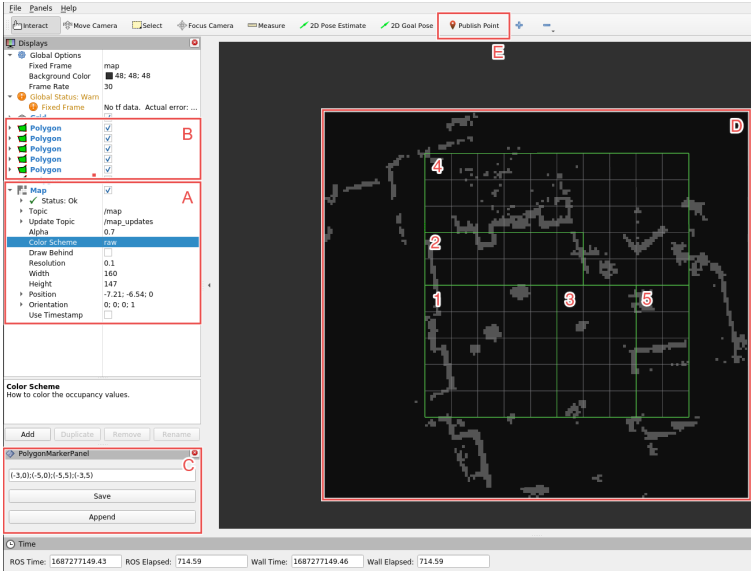 File Panels Help
Interact Move Camera Select Focus Camera Measure 2D Pose Estimate 2D Goal Pose Publish Point
E
Displays
Global Options
Fixed Frame map
Background Color 48; 48; 48
Frame Rate 30
Global Status: Warn
Fixed Frame No tf data. Actual error: ...
B
Polygon
Polygon
Polygon
Polygon
Polygon
A
Map
Status: Ok
Topic /map
Update Topic /map_updates
Alpha 0.7
Color Scheme raw
Draw Behind
Resolution 0.1
Width 160
Height 147
Position -7.21; -6.54; 0
Orientation 0; 0; 0; 1
Use Timestamp
Color Scheme
How to color the occupancy values.
Add Duplicate Remove Rename
PolygonMarkerPanel
C
(-3,0);(-5,0);(-5,5);(-3,5)
Save
Append
D
4
2
1 3 5
Time
ROS Time: 1687277149.43 ROS Elapsed: 714.59 Wall Time: 1687277149.46 Wall Elapsed: 714.59